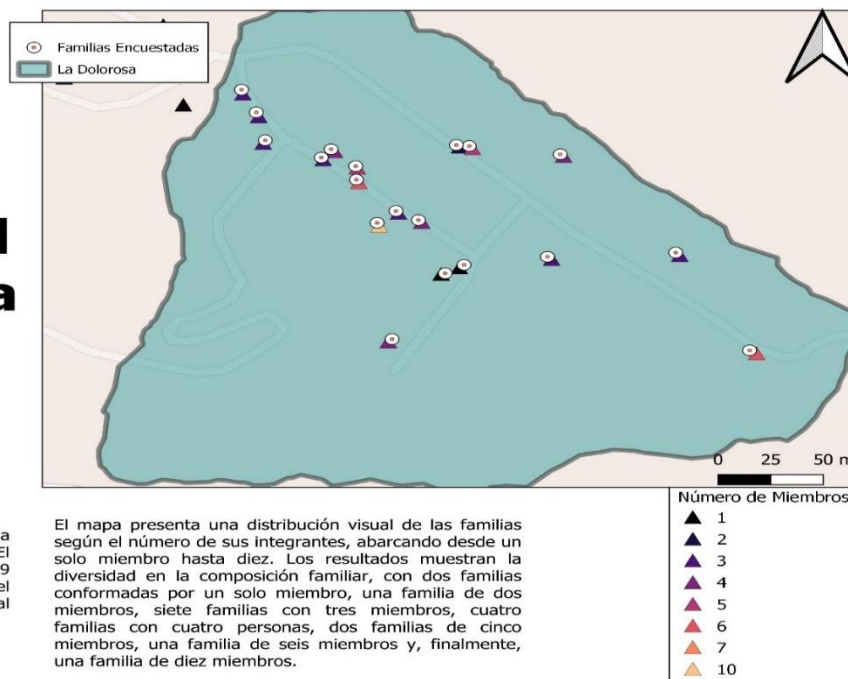 Familias Encuestadas
La Dolorosa
l
a
0 25 50 m
a
El
9
el
al
El mapa presenta una distribución visual de las familias
según el número de sus integrantes, abarcando desde un
solo miembro hasta diez. Los resultados muestran la
diversidad en la composición familiar, con dos familias
conformadas por un solo miembro, una familia de dos
miembros, siete familias con tres miembros, cuatro
familias con cuatro personas, dos familias de cinco
miembros, una familia de seis miembros y, finalmente,
una familia de diez miembros.
Número de Miembros
1
2
3
4
5
6
7
10